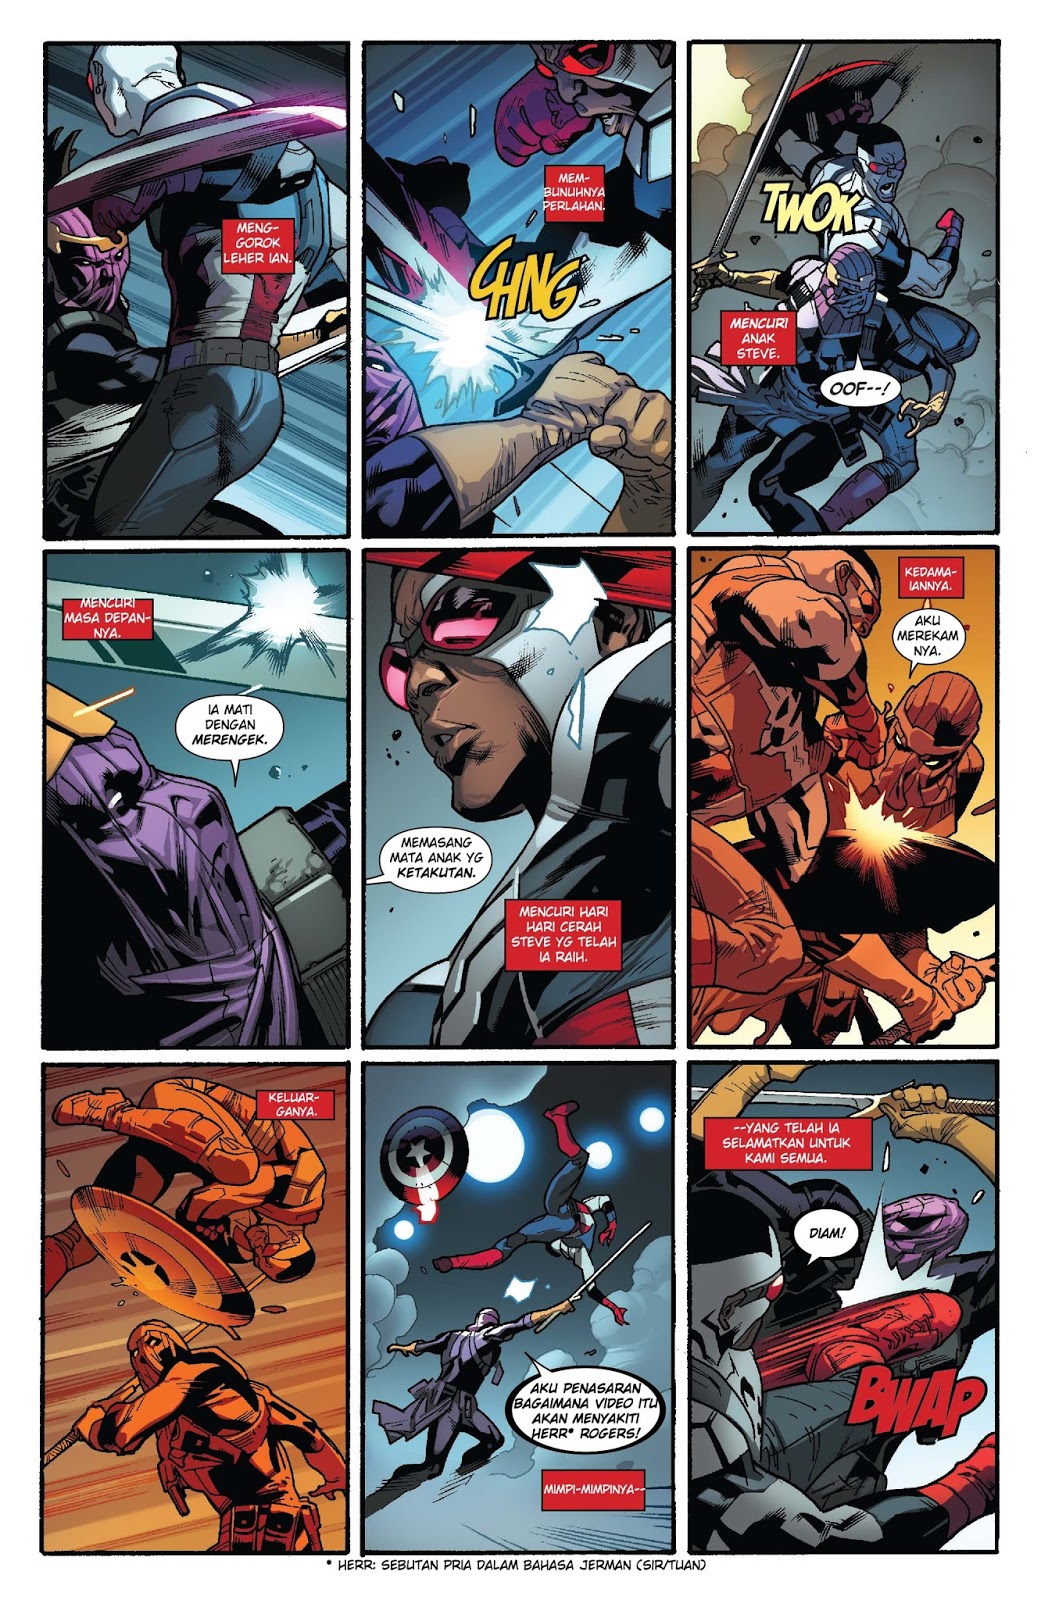 MENG-
GOROK
LEHER IAN.
MEM-
BUNUHNYA
PERLAHAN.
CHNG
TWOK
MENCURI
ANAK
STEVE.
OOF--!
MENCURI
MASA DEPAN-
NYA.
IA MATI
DENGAN
MERENGEK.
MEMASANG
MATA ANAK YG
KETAKUTAN.
MENCURI HARI
HARI CERAH
STEVE YG TELAH
IA RAIH.
KEDAMA-
IANNYA.
AKU
MEREKAM
NYA.
KELUAR-
GANYA.
AKU PENASARAN
BAGAIMANA VIDEO ITU
AKAN MENYAKITI
HERR* ROGERS!
MIMPI-MIMPINYA--
--YANG TELAH IA
SELAMATKAN UNTUK
KAMI SEMUA.
DIAM!
BWAP
* HERR: SEBUTAN PRIA DALAM BAHASA JERMAN (SIR/TUAN)